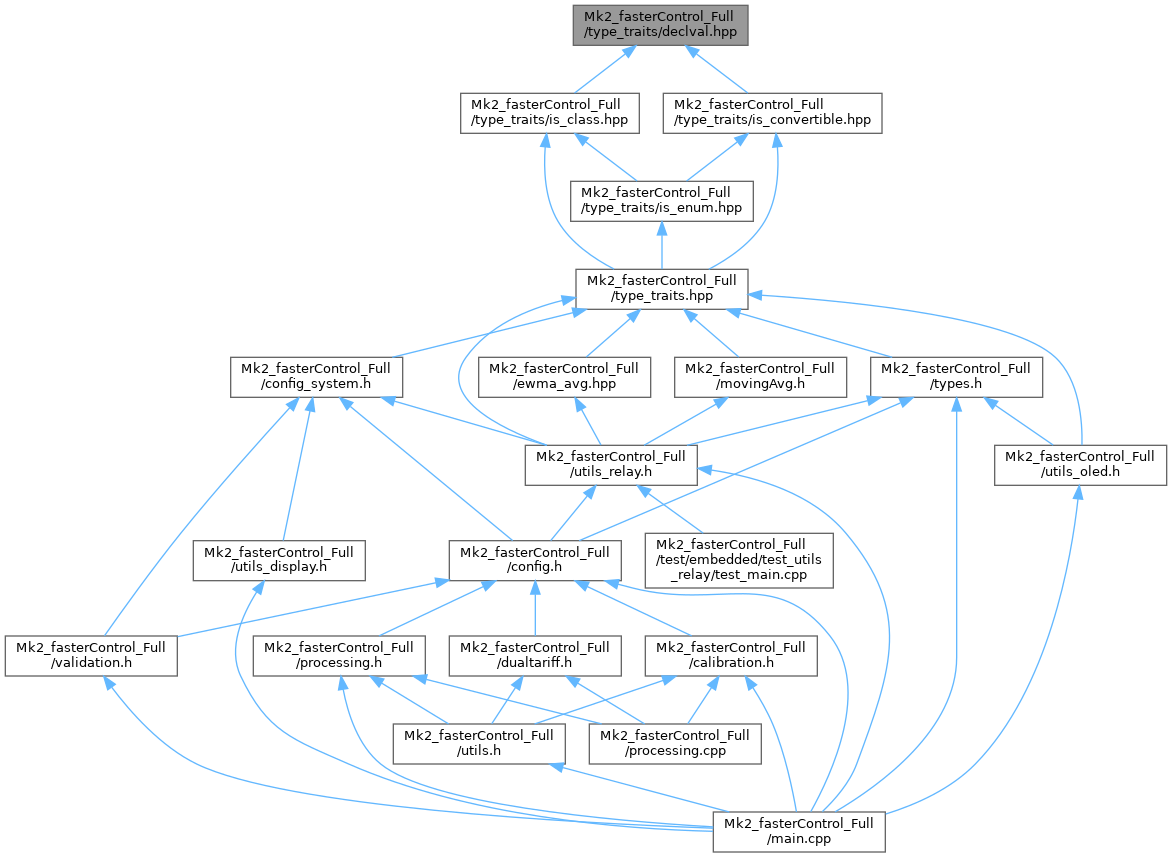 Mk2_fasterControl_Full
/type_traits/declval.hpp
Mk2_fasterControl_Full
/type_traits/is_class.hpp
Mk2_fasterControl_Full
/type_traits/is_convertible.hpp
Mk2_fasterControl_Full
/type_traits/is_enum.hpp
Mk2_fasterControl_Full
/type_traits.hpp
Mk2_fasterControl_Full
/config_system.h
Mk2_fasterControl_Full
/ewma_avg.hpp
Mk2_fasterControl_Full
/movingAvg.h
Mk2_fasterControl_Full
/types.h
Mk2_fasterControl_Full
/utils_relay.h
Mk2_fasterControl_Full
/utils_oled.h
Mk2_fasterControl_Full
/utils_display.h
Mk2_fasterControl_Full
/config.h
Mk2_fasterControl_Full
/test/embedded/test_utils
_relay/test_main.cpp
Mk2_fasterControl_Full
/validation.h
Mk2_fasterControl_Full
/processing.h
Mk2_fasterControl_Full
/dualtariff.h
Mk2_fasterControl_Full
/calibration.h
Mk2_fasterControl_Full
/utils.h
Mk2_fasterControl_Full
/processing.cpp
Mk2_fasterControl_Full
/main.cpp